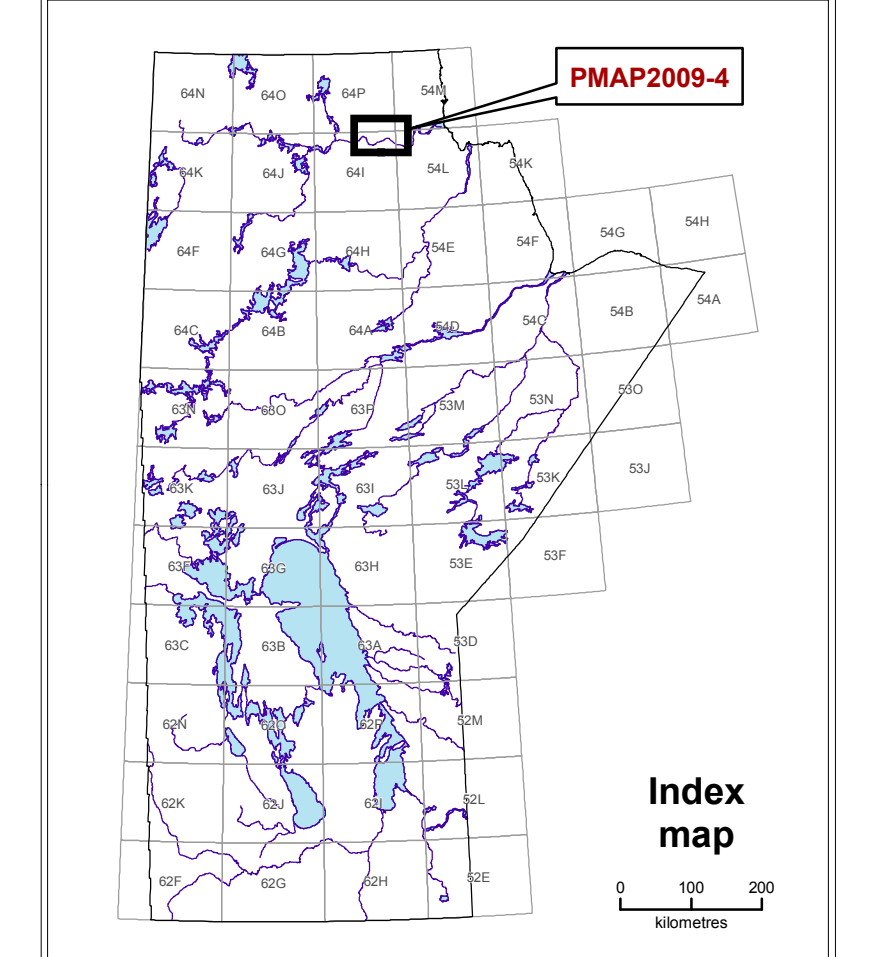 PMAP2009-4
64N 64O 64P 54M
64K 64J 64I 54L 54K
64F 64G 64H 54E 54F 54G 54H
64C 64B 64A 54D 54C 54B 54A
63N 63O 63P 53M 53N 53O
63K 63J 63I 53L 53K 53J
63F 63G 63H 53E 53F
63C 63B 63A 53D
62N 62O 62P 52M
62K 62J 62I 52L
62F 62G 62H 52E
Index
map
0 100 200
kilometres